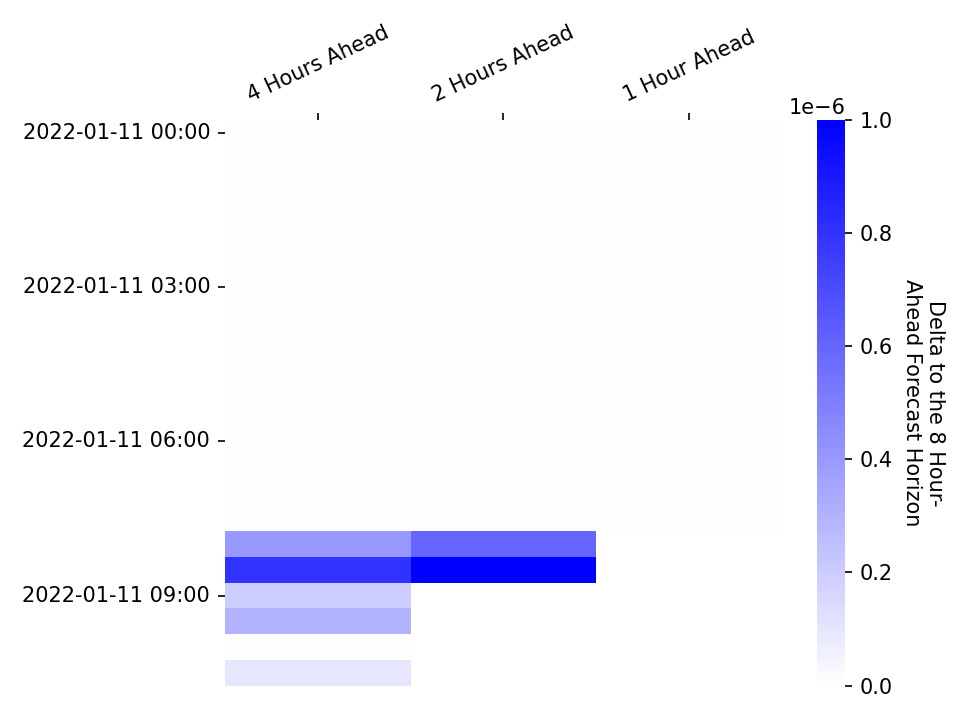 4 Hours Ahead
2 Hours Ahead
1 Hour Ahead
2022-01-11 00:00
2022-01-11 03:00
2022-01-11 06:00
2022-01-11 09:00
1e−6
1.0
0.8
0.6
0.4
0.2
0.0
Delta to the 8 Hour-
Ahead Forecast Horizon